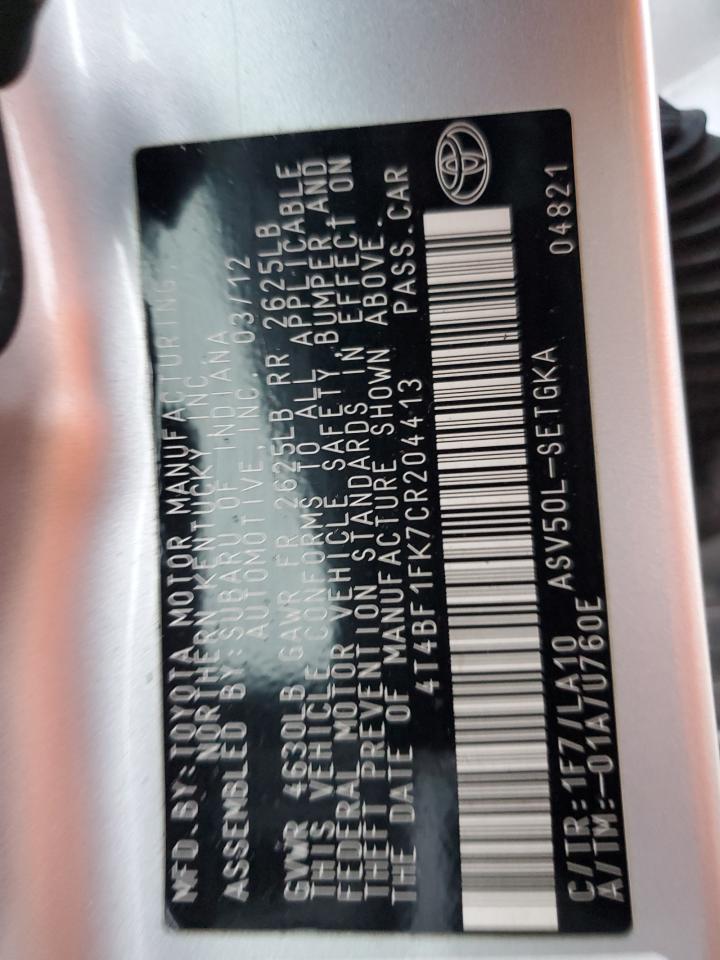 MFD.BY:TOYOTA MOTOR MANUFACTURING,
NORTHERN KENTUCKY INC
ASSEMBLED BY:SUBARU OF INDIANA
AUTOMOTIVE,INC 03/12
GVWR 4630LB GAWR FR 2625LB RR 2625LB
THIS VEHICLE CONFORMS TO ALL APPLICABLE
FEDERAL MOTOR VEHICLE SAFETY,BUMPER,AND
THEFT PREVENTION STANDARDS IN EFFECT ON
THE DATE OF MANUFACTURE SHOWN ABOVE.
4T4BF1FK7CR204413 PASS.CAR
C/TR:1F7/LA10 ASV50L-SETGKA 04821
A/TM:-01A/U760E